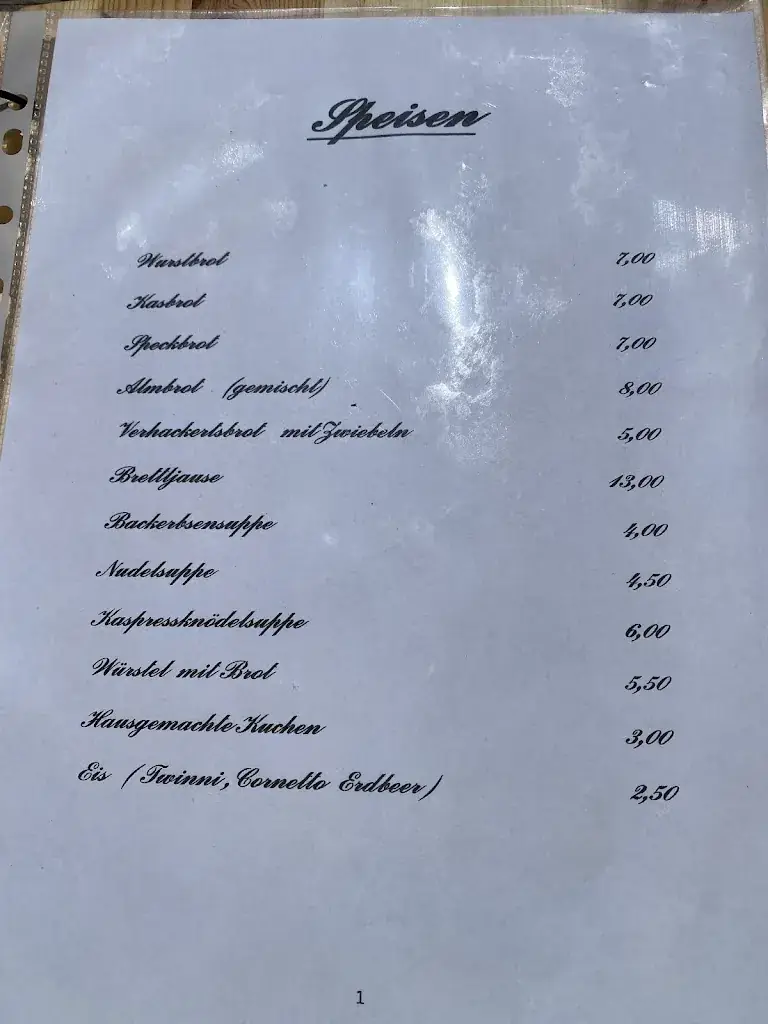 Speisen
Wurstbrot 7,00
Kasbrot 7,00
Speckbrot 7,00
Almbrot (gemischt) 8,00
Verhackertsbrot mit Zwiebeln 5,00
Brettljause 13,00
Backerbsensuppe 4,00
Nudelsuppe 4,50
Kaspressknödelsuppe 6,00
Würstel mit Brot 5,50
Hausgemachte Kuchen 3,00
Eis (Twinni, Cornetto Erdbeer) 2,50
1